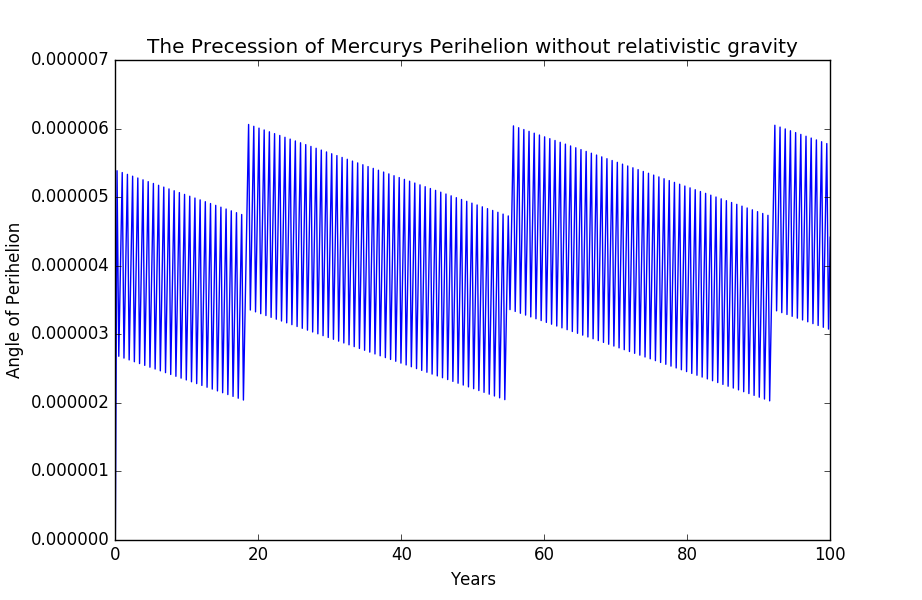 The Precession of Mercurys Perihelion without relativistic gravity
0.000007
0.000006
0.000005
0.000004
0.000003
0.000002
0.000001
0.000000
Angle of Perihelion
0 20 40 60 80 100
Years